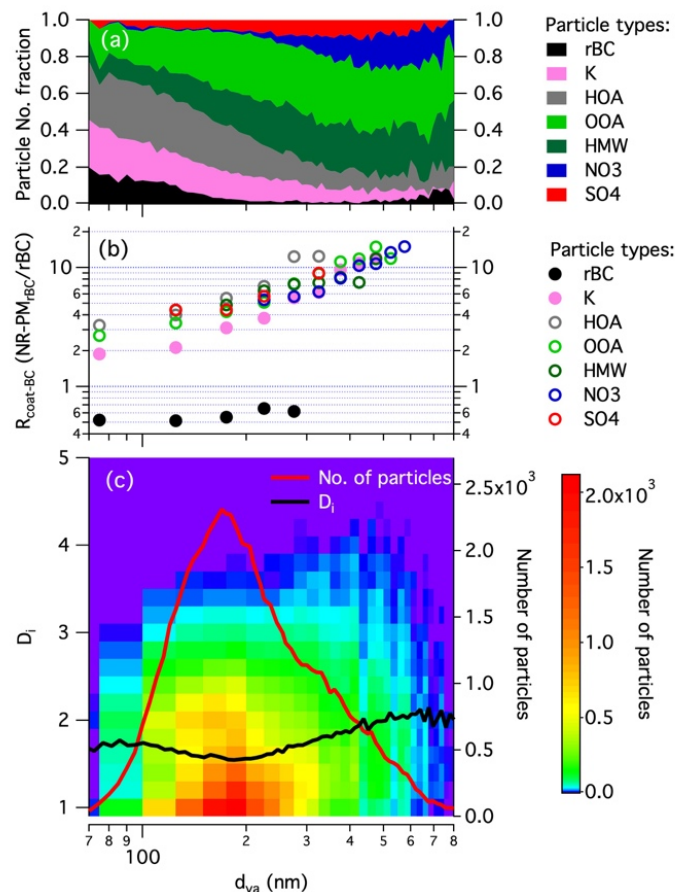 1.0
0.8
0.6
0.4
0.2
0.0
Particle No. fraction
(a)
1.0
0.8
0.6
0.4
0.2
0.0
Particle types:
rBC
K
HOA
OOA
HMW
NO3
SO4
2
10
6
4
2
1
6
4
R_coat-BC (NR-PM_rBC/rBC)
(b)
2
10
6
4
2
1
6
4
Particle types:
rBC
K
HOA
OOA
HMW
NO3
SO4
5
4
3
2
1
D_i
(c)
No. of particles
D_i
2.5x10³
2.0
1.5
1.0
0.5
0.0
Number of particles
2.0x10³
1.5
1.0
0.5
0.0
Number of particles
7 8 9 100 2 3 4 5 6 7 8
d_va (nm)